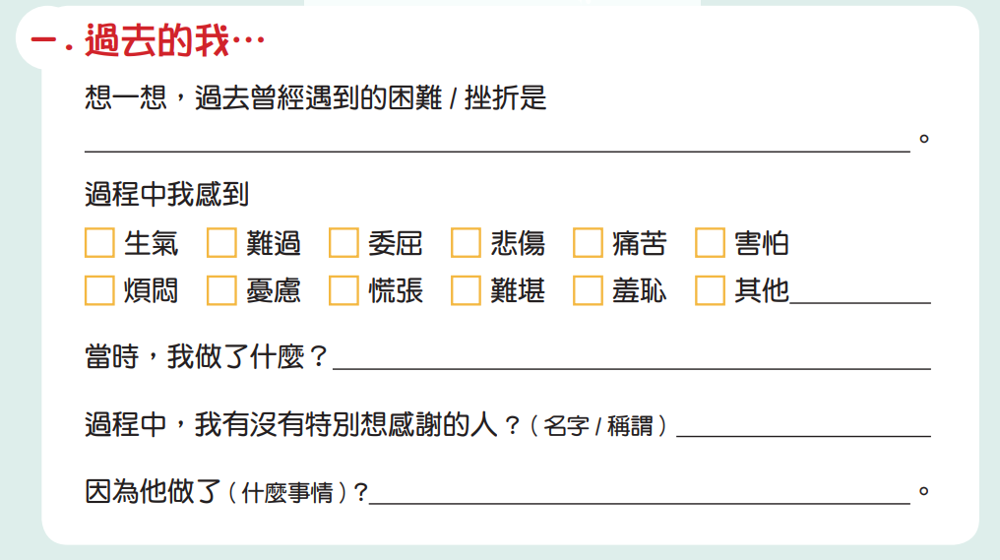 一. 過去的我…
想一想，過去曾經遇到的困難 / 挫折是
。
過程中我感到
生氣 難過 委屈 悲傷 痛苦 害怕
煩悶 憂慮 慌張 難堪 羞恥 其他
當時，我做了什麼？
過程中，我有沒有特別想感謝的人？（名字 / 稱謂）
因為他做了（什麼事情）? 。